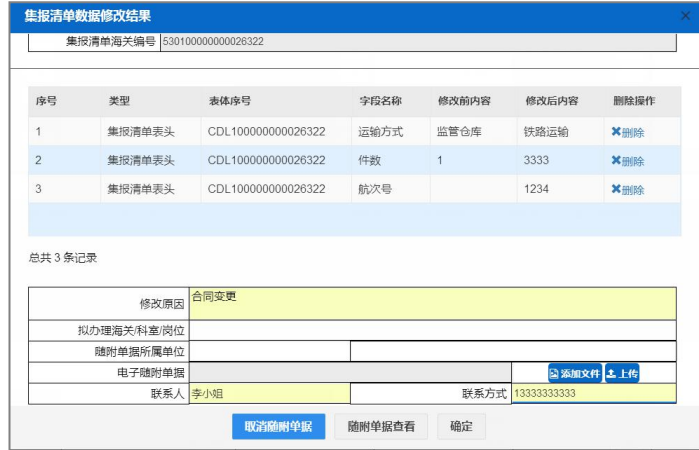 集报清单数据修改结果 ×
集报清单海关编号 530100000000026322
序号 类型 表体序号 字段名称 修改前内容 修改后内容 删除操作
1 集报清单表头 CDL100000000026322 运输方式 监管仓库 铁路运输 ✖删除
2 集报清单表头 CDL100000000026322 件数 1 3333 ✖删除
3 集报清单表头 CDL100000000026322 航次号 1234 ✖删除
总共 3 条记录
修改原因 合同变更
拟办理海关/科室/岗位
随附单据所属单位
电子随附单据 添加文件 上传
联系人 李小姐 联系方式 13333333333
取消随附单据 随附单据查看 确定